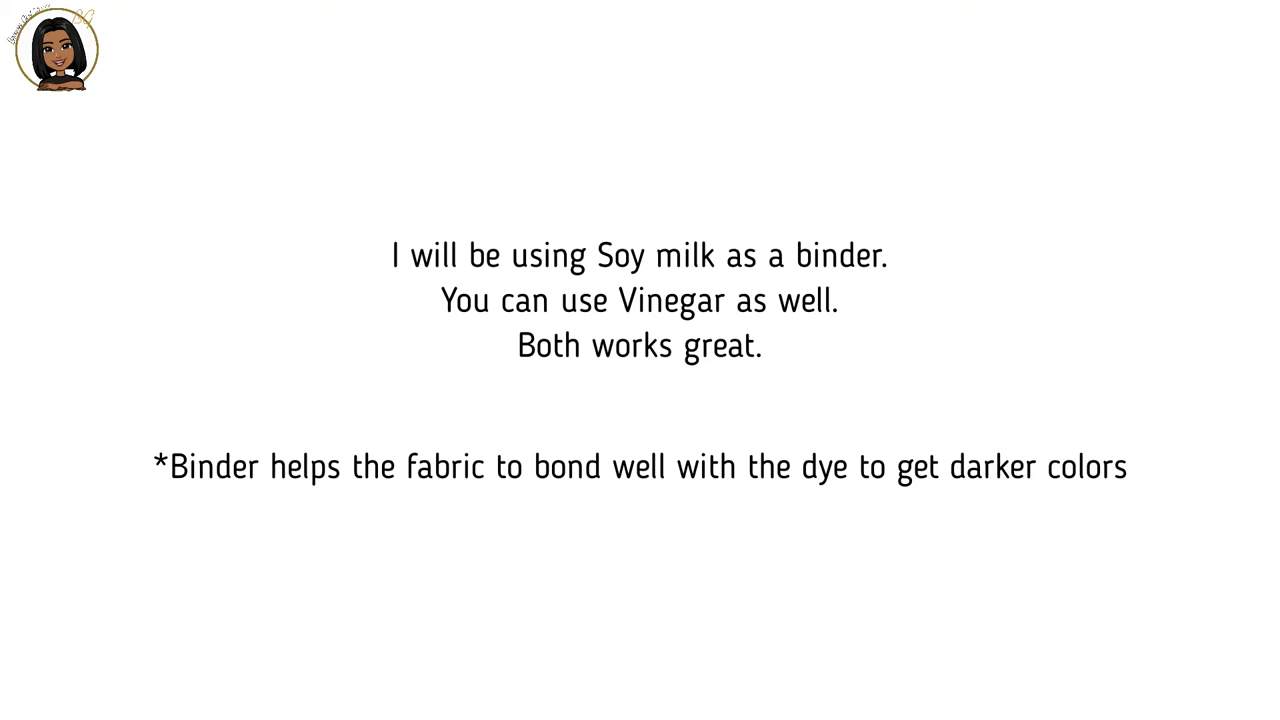 BG
I will be using Soy milk as a binder.
You can use Vinegar as well.
Both works great.
*Binder helps the fabric to bond well with the dye to get darker colors